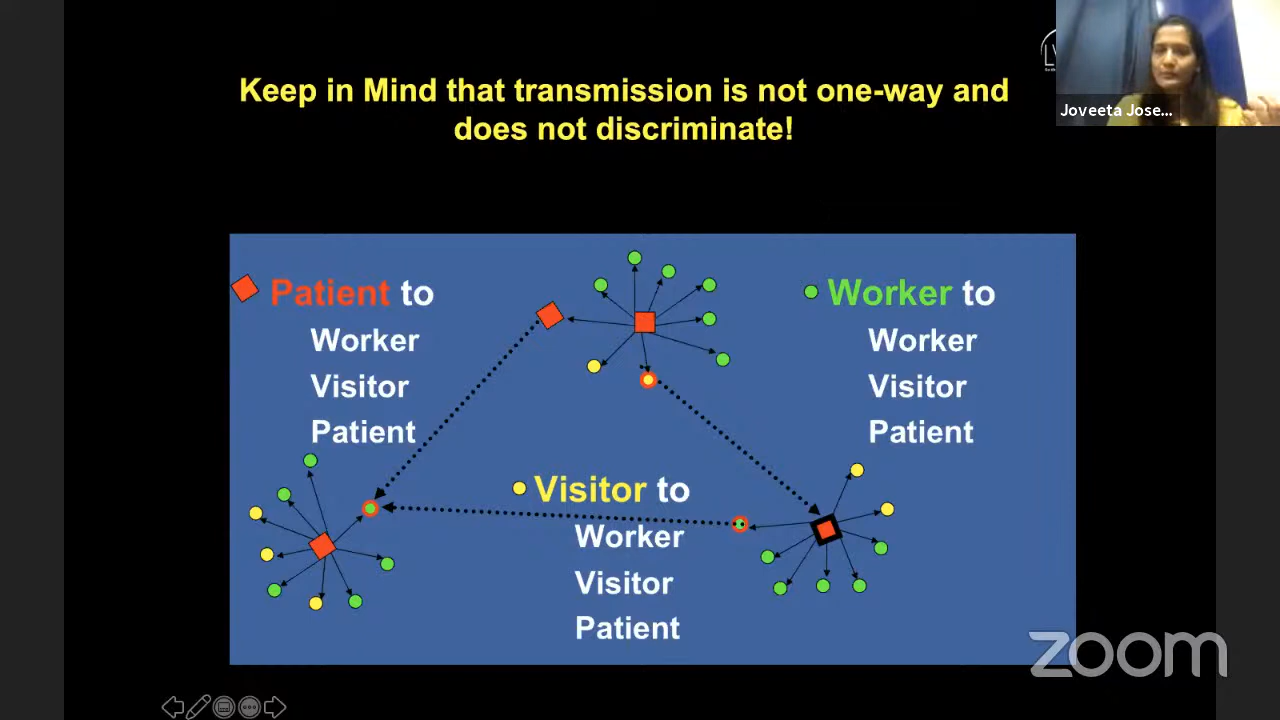 Keep in Mind that transmission is not one-way and
does not discriminate!
Joveeta Jose...
Patient to
Worker
Visitor
Patient
Worker to
Worker
Visitor
Patient
Visitor to
Worker
Visitor
Patient
zoom